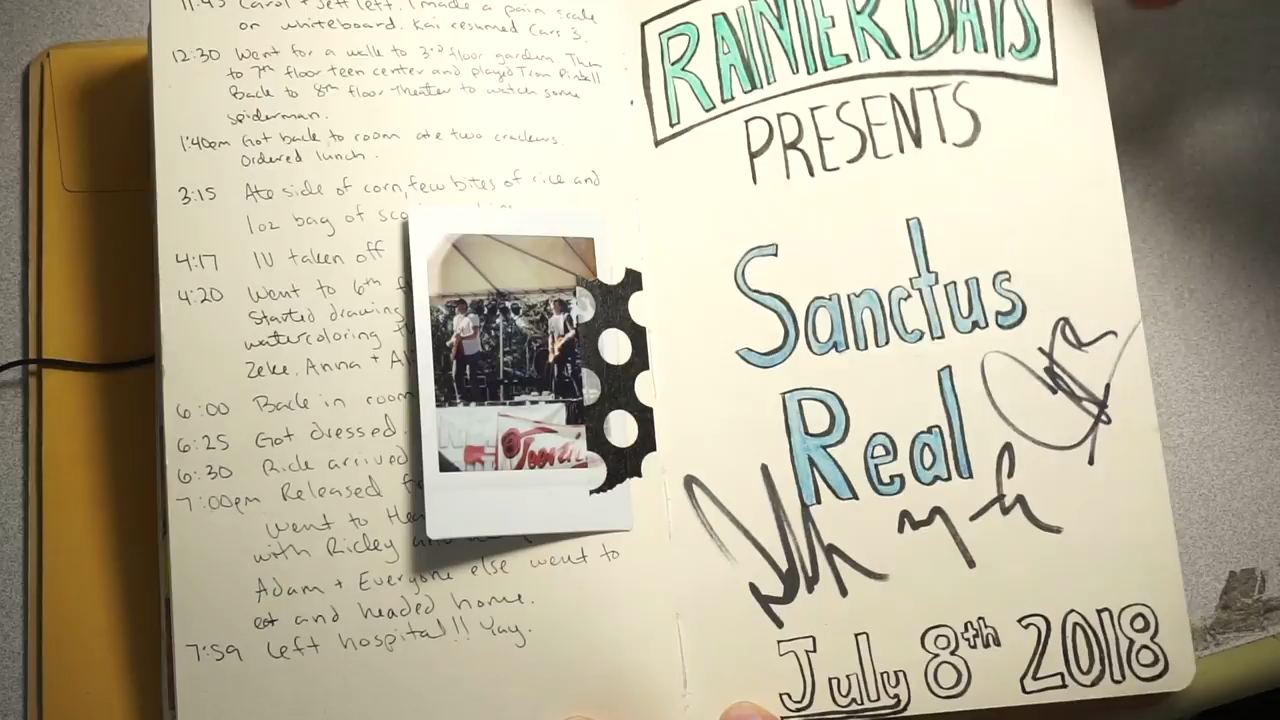 11:45 Carol + Jeff left. I made a pain scale
on whiteboard. Kai resumed Cars 3.
12:30 Went for a walk to 3rd floor garden. Then
to 7th floor teen center and played Tron Pinball
Back to 8th floor Theater to watch some
spiderman.
1:40pm Got back to room ate two crackers.
Ordered lunch.
3:15 Ate side of corn, few bites of rice and
1oz bag of
4:17 IV taken off
4:20 Went to 6th
Started drawing
watercoloring
Zeke, Anna +
6:00 Back in room
6:25 Got dressed
6:30 Ride arrived
7:00pm Released
Went to
with Ricley and
Adam + Everyone else went to
eat and headed home.
7:59 Left hospital!! Yay.
RAINIER DAYS
PRESENTS
Sanctus
Real
July 8th 2018